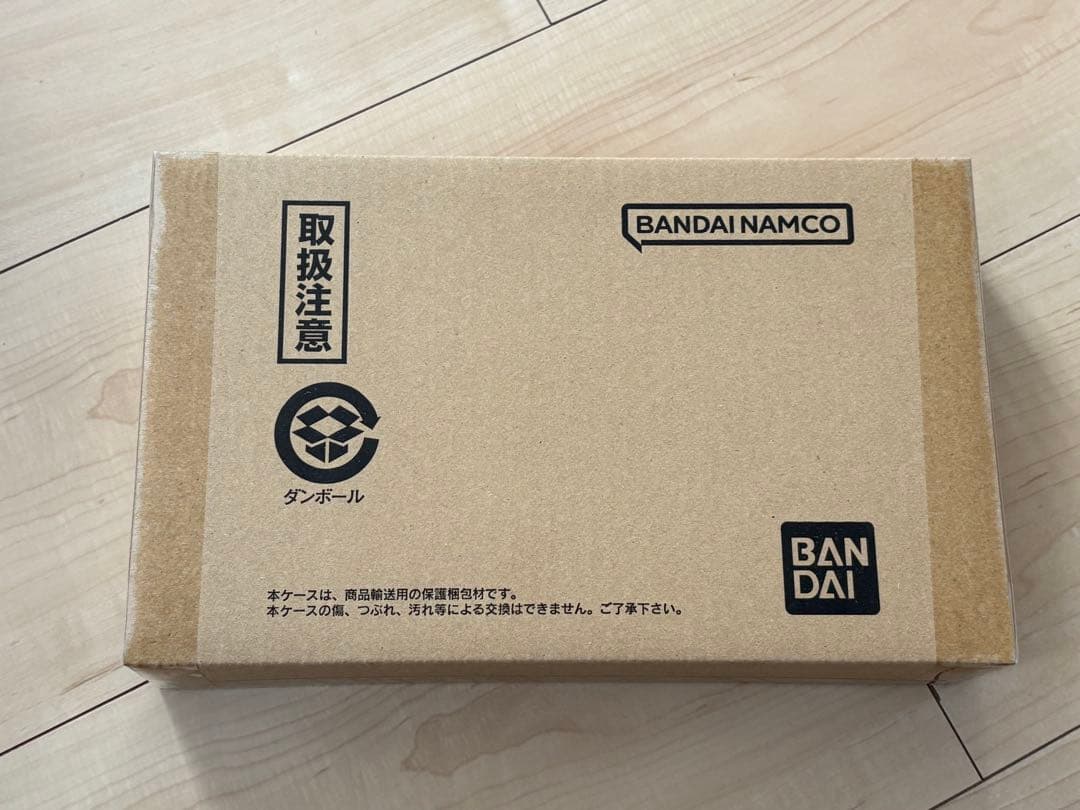 取扱注意
BANDAI NAMCO
ダンボール
BAN
DAI
本ケースは、商品輸送用の保護梱包材です。
本ケースの傷、つぶれ、汚れ等による交換はできません。ご了承下さい。